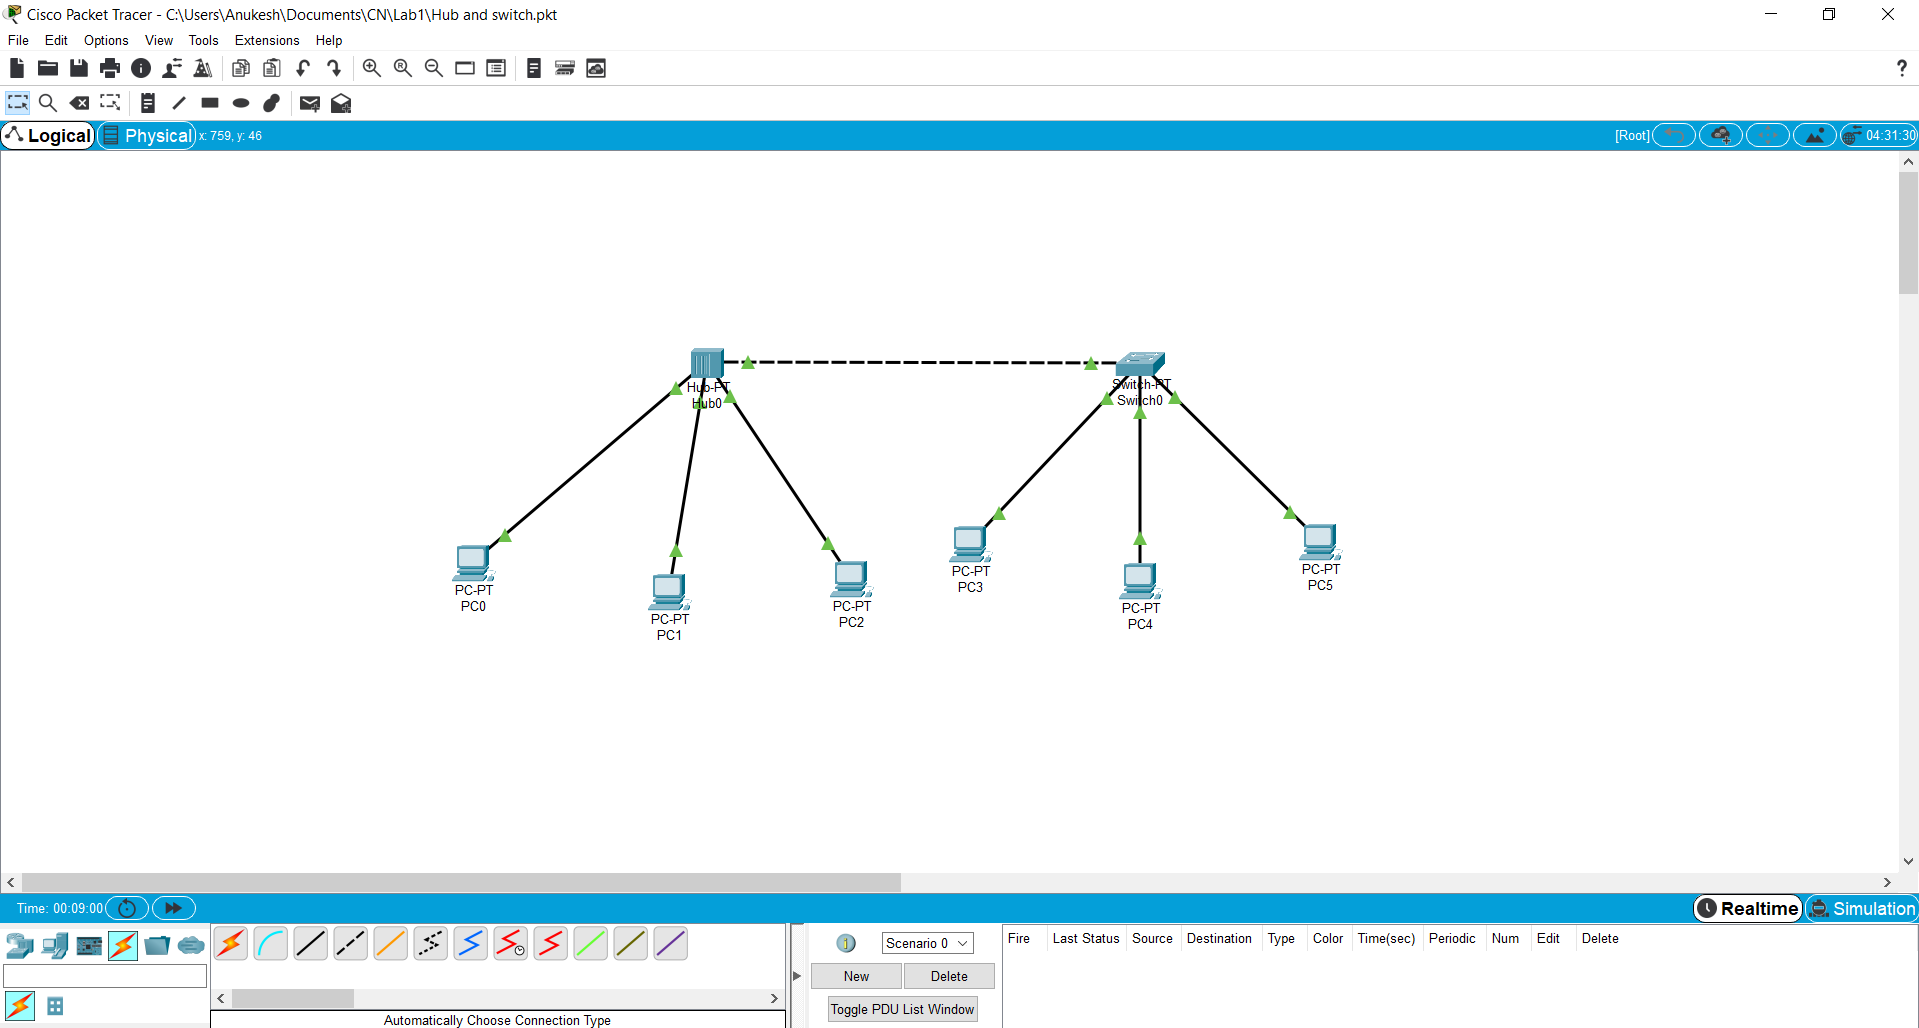 Cisco Packet Tracer - C:\Users\Anukesh\Documents\CN\Lab1\Hub and switch.pkt
File Edit Options View Tools Extensions Help
?
Logical Physical x: 759, y: 46 [Root] 04:31:30
Hub-PT
Hub0
Switch-PT
Switch0
PC-PT
PC0
PC-PT
PC1
PC-PT
PC2
PC-PT
PC3
PC-PT
PC4
PC-PT
PC5
Time: 00:09:00 Realtime Simulation
Scenario 0
New Delete
Toggle PDU List Window
Fire Last Status Source Destination Type Color Time(sec) Periodic Num Edit Delete
Automatically Choose Connection Type